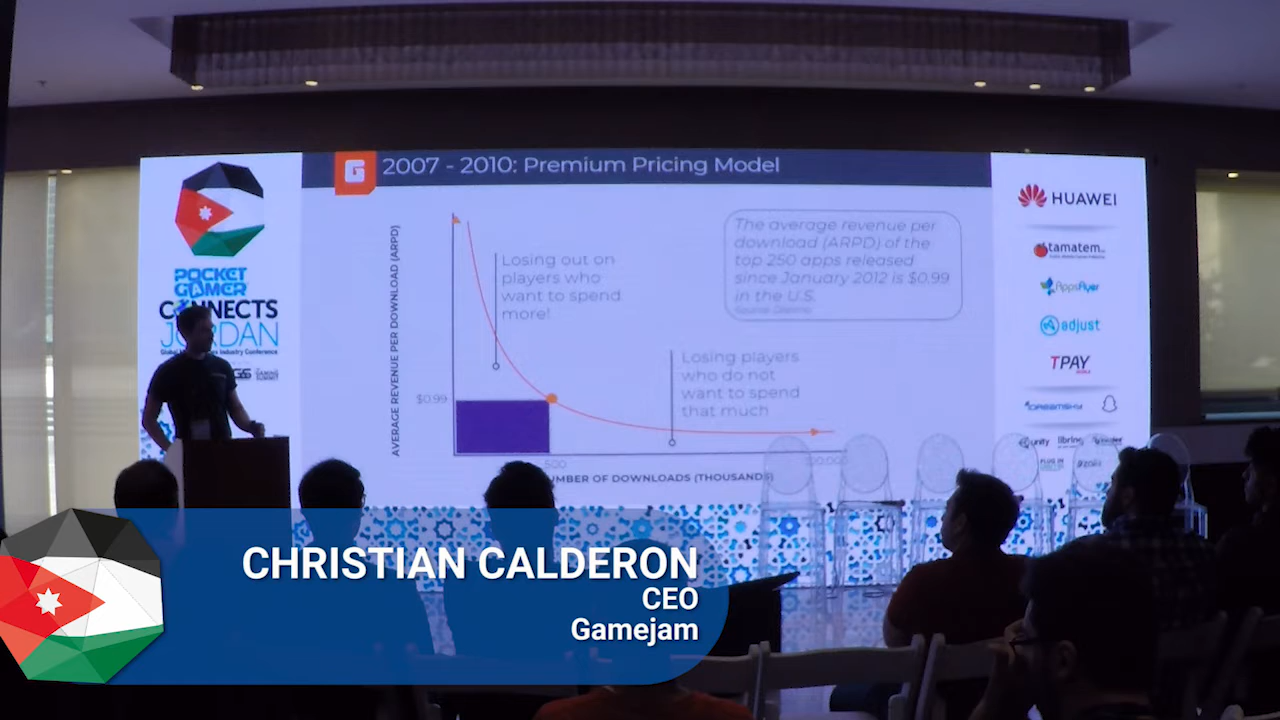 2007 - 2010: Premium Pricing Model
POCKET
GAMER
CONNECTS
JORDAN
AVERAGE REVENUE PER DOWNLOAD (ARPD)
Losing out on
players who
want to spend
more!
The average revenue per
download (ARPD) of the
top 250 apps released
since January 2012 is $0.99
in the U.S.
Losing players
who do not
want to spend
that much
$0.99
500
NUMBER OF DOWNLOADS (THOUSANDS)
HUAWEI
tamatem
AppsFlyer
adjust
TPAY
iDREAMSKY
unity
CHRISTIAN CALDERON
CEO
Gamejam